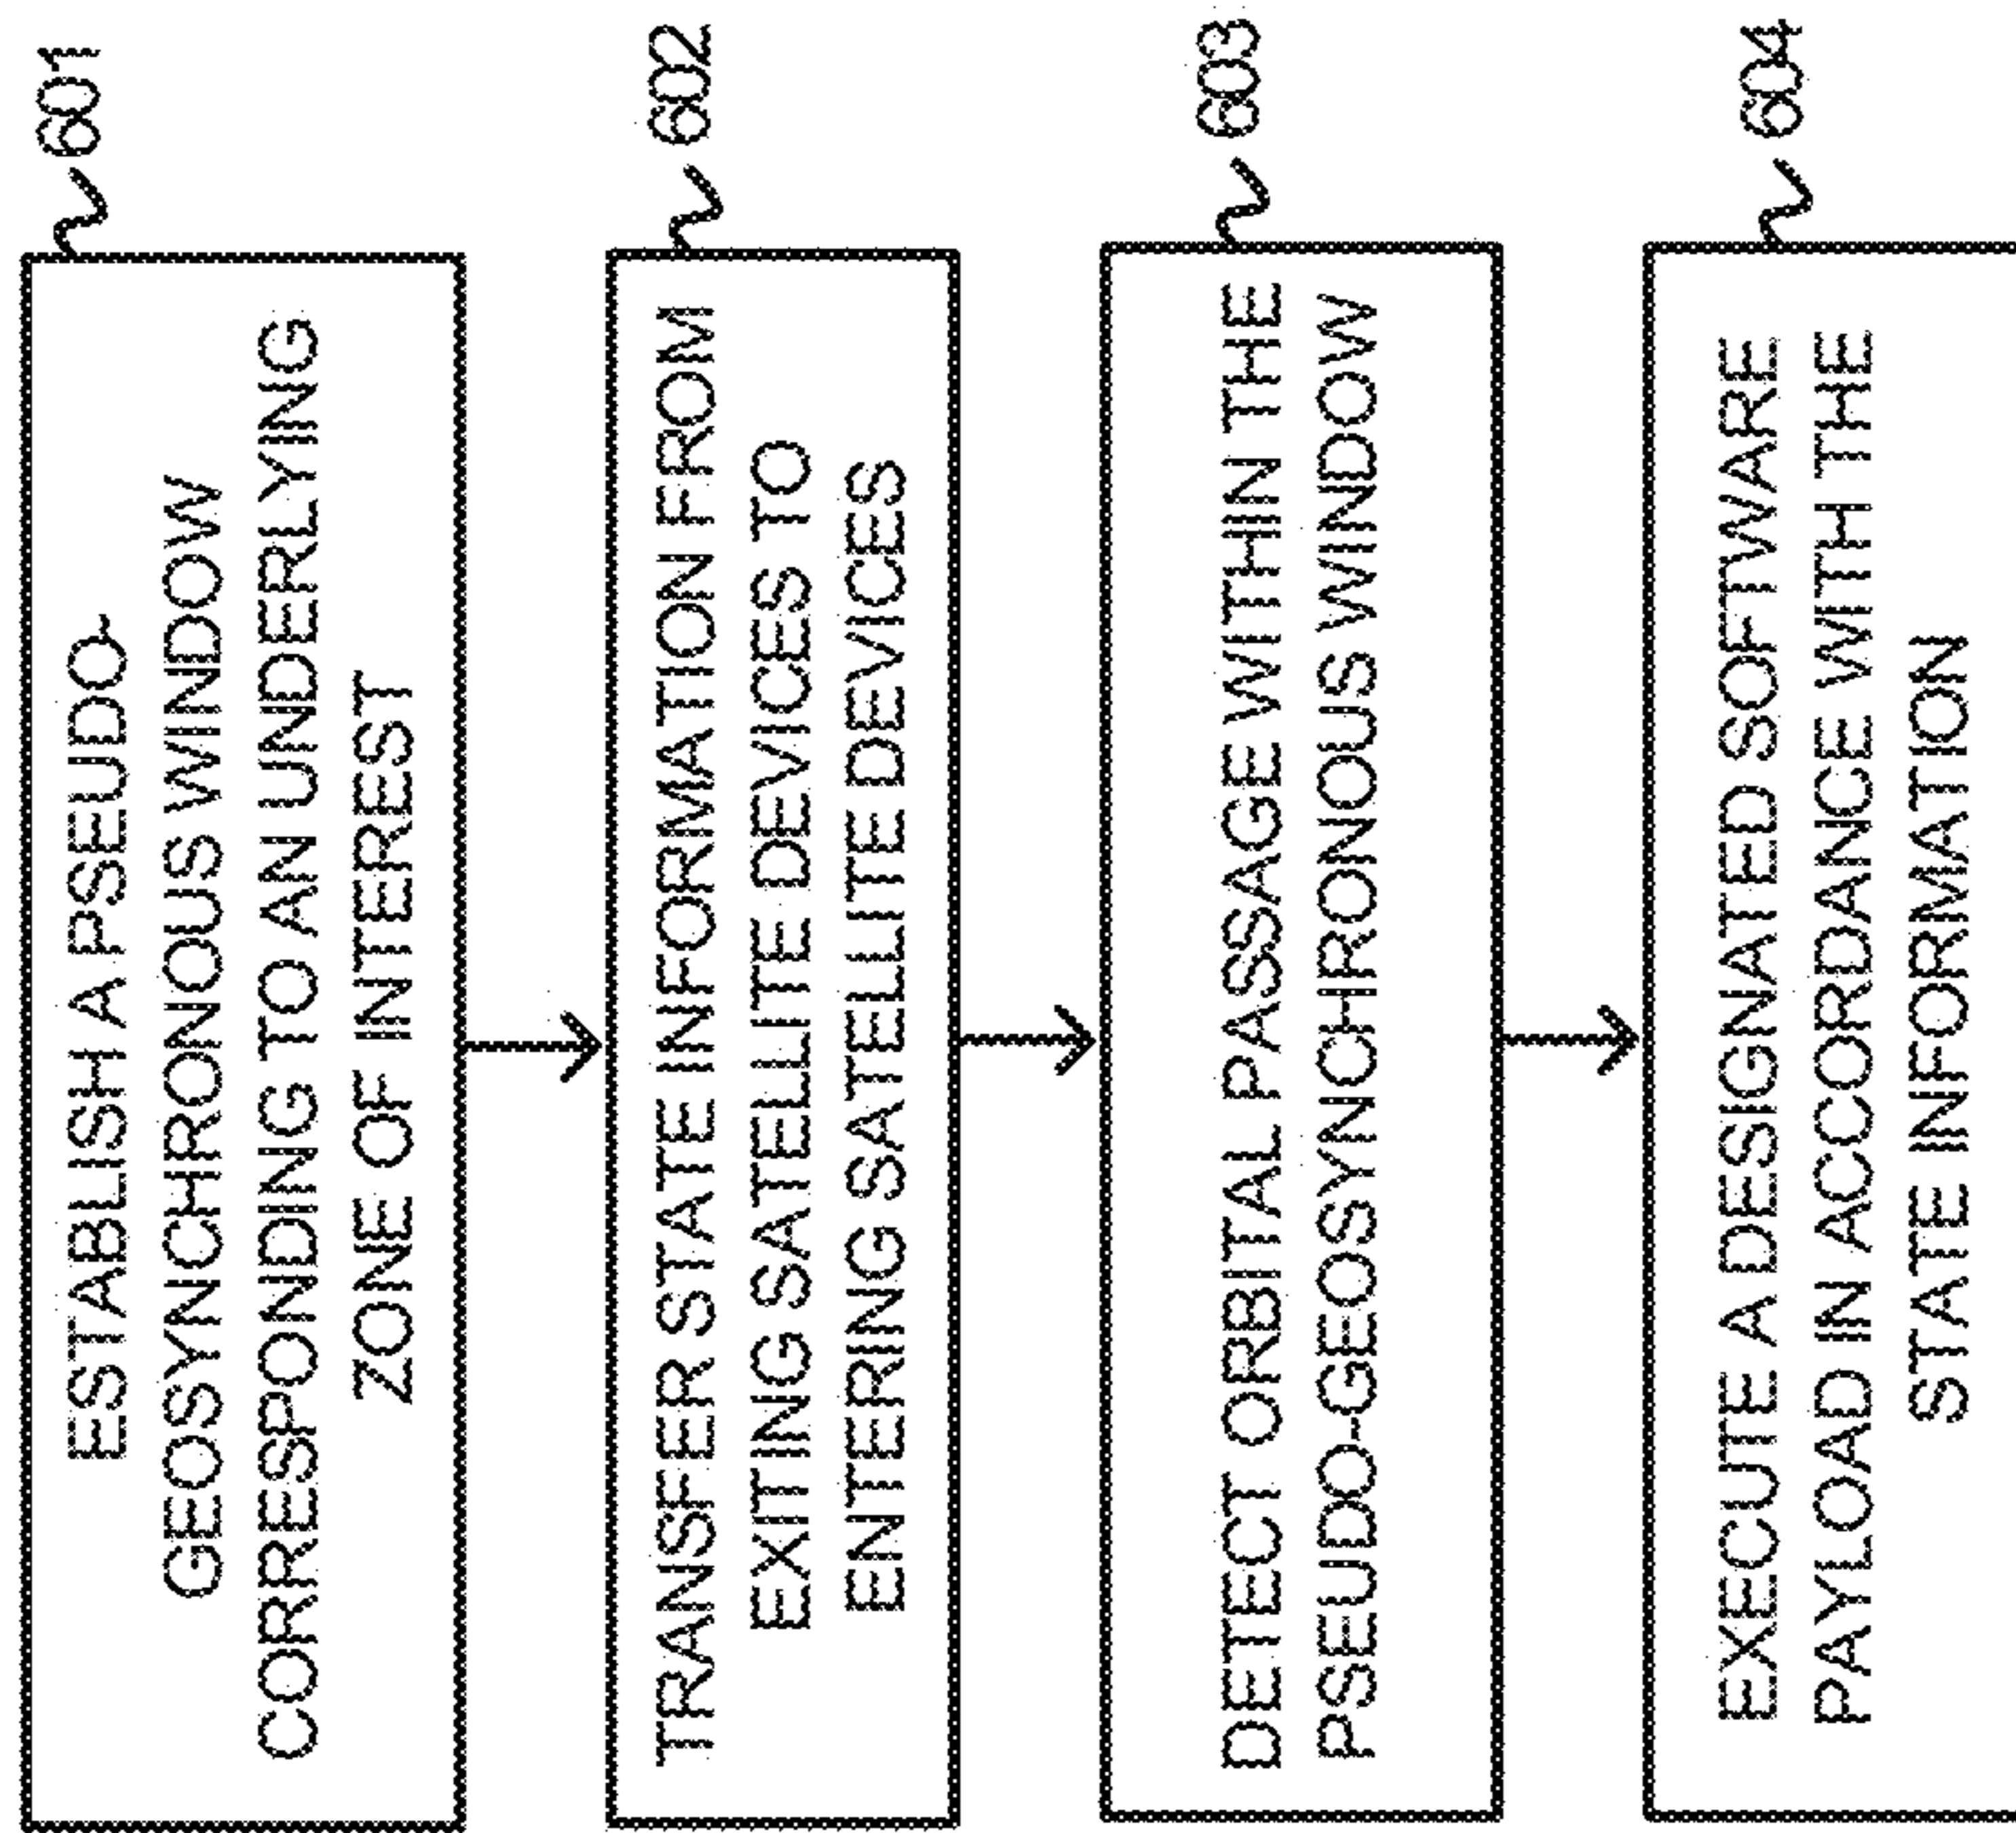 601
ESTABLISH A PSEUDO-
GEOSYNCHRONOUS WINDOW
CORRESPONDING TO AN UNDERLYING
ZONE OF INTEREST
602
TRANSFER STATE INFORMATION FROM
EXITING SATELLITE DEVICES TO
ENTERING SATELLITE DEVICES
603
DETECT ORBITAL PASSAGE WITHIN THE
PSEUDO-GEOSYNCHRONOUS WINDOW
604
EXECUTE A DESIGNATED SOFTWARE
PAYLOAD IN ACCORDANCE WITH THE
STATE INFORMATION